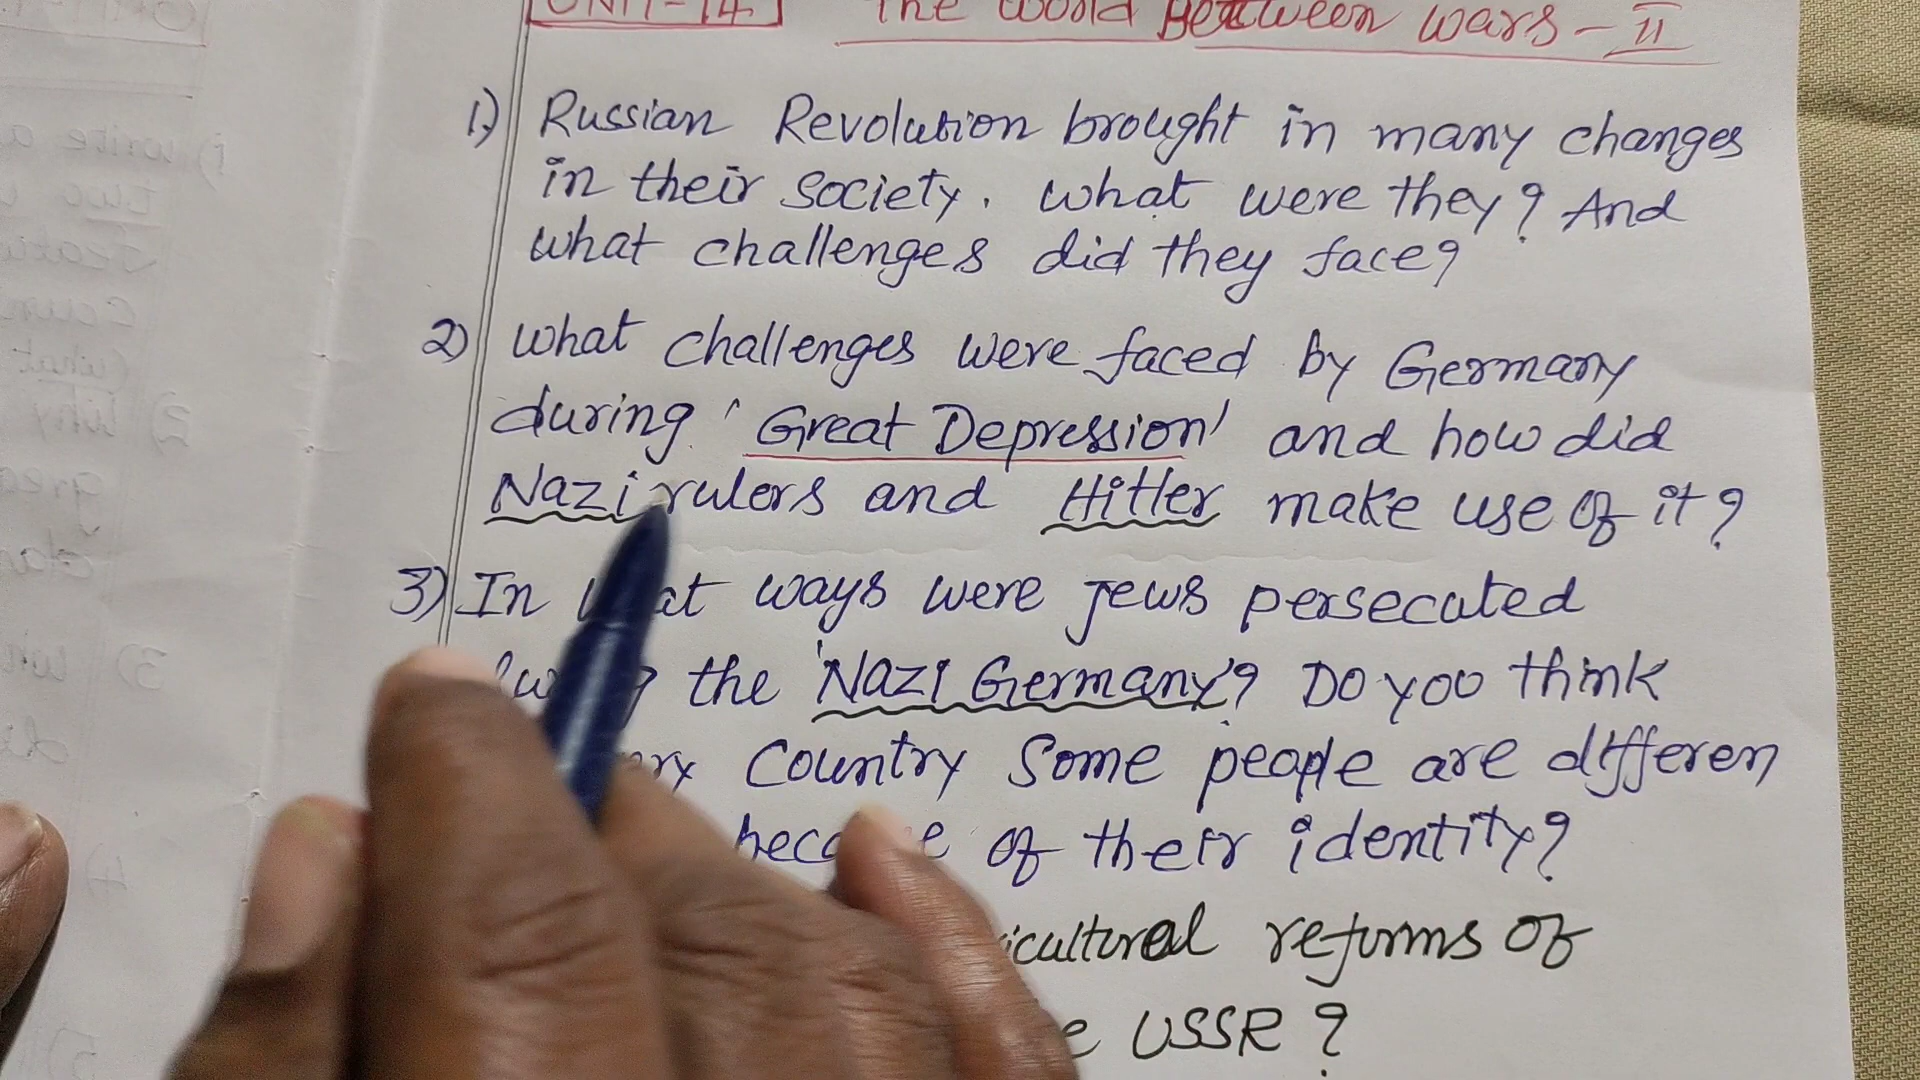 UNIT-14 The World Between Wars - II
1) Russian Revolution brought in many changes
in their society. What were they? And
what challenges did they face?
2) What challenges were faced by Germany
during 'Great Depression' and how did
Nazi rulers and Hitler make use of it?
3) In ways were Jews persecuted
the 'Nazi Germany'? Do you think
country some people are differen
of their identity?
reforms of
USSR?